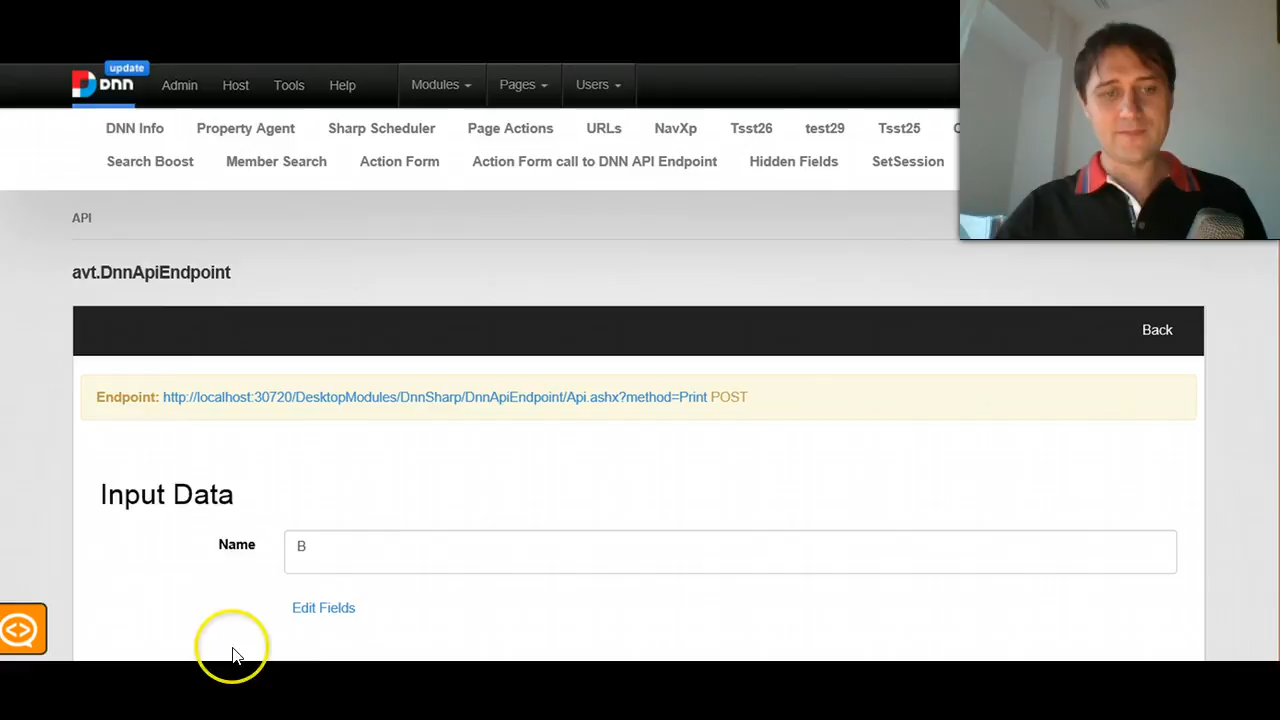 update
DNN Admin Host Tools Help Modules Pages Users
DNN Info Property Agent Sharp Scheduler Page Actions URLs NavXp Tsst26 test29 Tsst25
Search Boost Member Search Action Form Action Form call to DNN API Endpoint Hidden Fields SetSession
API
avt.DnnApiEndpoint
Back
Endpoint: http://localhost:30720/DesktopModules/DnnSharp/DnnApiEndpoint/Api.ashx?method=Print POST
Input Data
Name B
Edit Fields